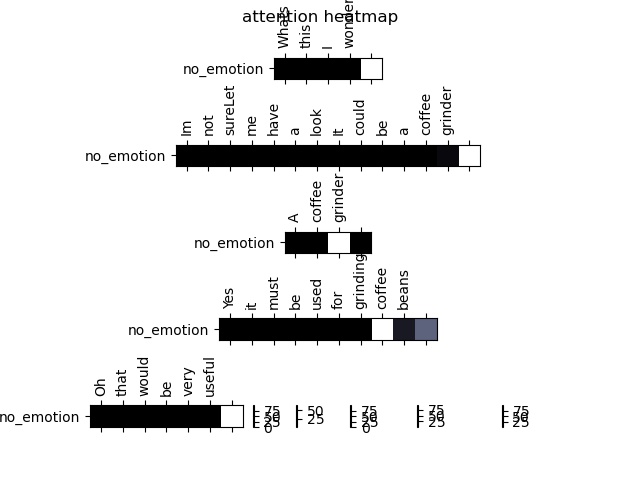 attention heatmap
Whats this I wonder
no_emotion
Im not sureLet me have a look It could be a coffee grinder
no_emotion
A coffee grinder
no_emotion
Yes it must be used for grinding coffee beans
no_emotion
Oh that would be very useful
no_emotion
75 50 75 75 75
50 25 50 50 50
25 25 25 25
0 0